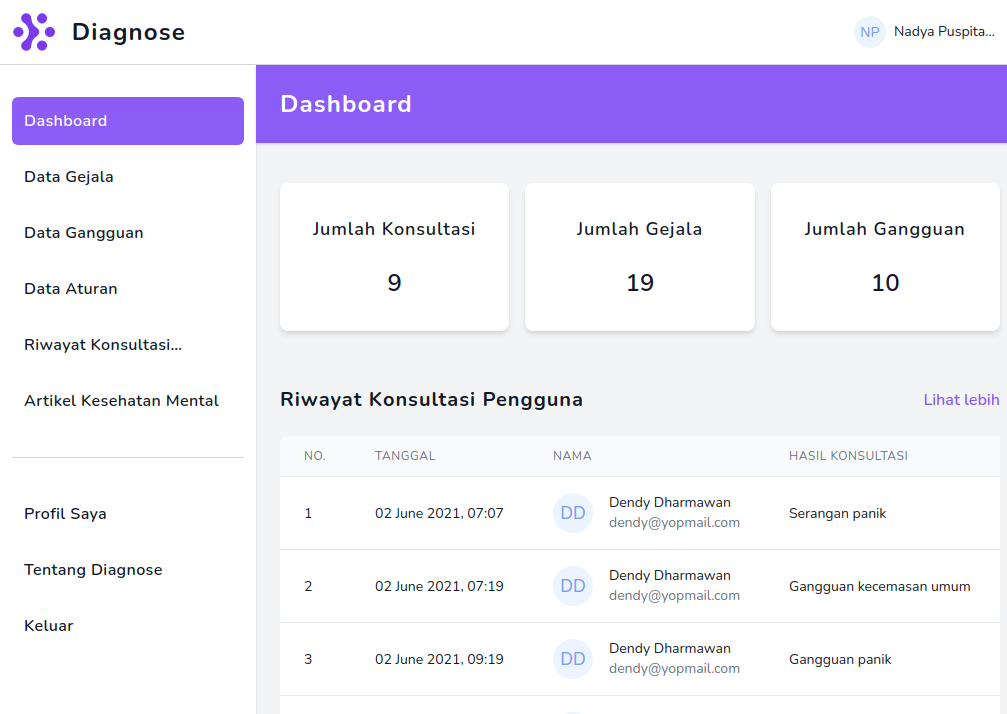 Diagnose
NP Nadya Puspita...
Dashboard
Data Gejala
Data Gangguan
Data Aturan
Riwayat Konsultasi...
Artikel Kesehatan Mental
Profil Saya
Tentang Diagnose
Keluar
Dashboard
Jumlah Konsultasi
9
Jumlah Gejala
19
Jumlah Gangguan
10
Riwayat Konsultasi Pengguna
Lihat lebih
NO. TANGGAL NAMA HASIL KONSULTASI
1 02 June 2021, 07:07 DD Dendy Dharmawan Serangan panik
dendy@yopmail.com
2 02 June 2021, 07:19 DD Dendy Dharmawan Gangguan kecemasan umum
dendy@yopmail.com
3 02 June 2021, 09:19 DD Dendy Dharmawan Gangguan panik
dendy@yopmail.com